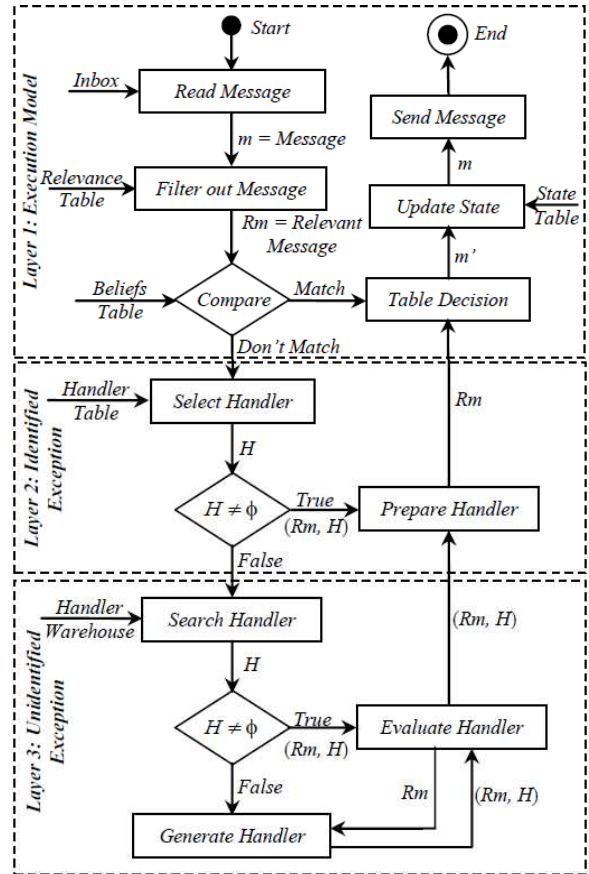 Start
End
Inbox
Read Message
Send Message
m = Message
m
Relevance
Table
Filter out Message
Update State
State
Table
Rm = Relevant
Message
m’
Beliefs
Table
Compare
Match
Table Decision
Don’t Match
Layer 1: Execution Model
Handler
Table
Select Handler
Rm
H
H ≠ ϕ
True
(Rm, H)
Prepare Handler
False
Layer 2: Identified
Exception
Handler
Warehouse
Search Handler
(Rm, H)
H
H ≠ ϕ
True
(Rm, H)
Evaluate Handler
False
Rm
(Rm, H)
Generate Handler
Layer 3: Unidentified
Exception